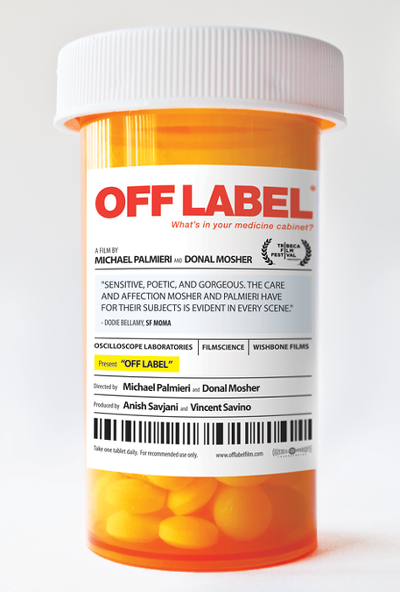 OFF LABEL
What's in your medicine cabinet?
A FILM BY
MICHAEL PALMIERI AND DONAL MOSHER
TRIBECA
FILM
FESTIVAL
"SENSITIVE, POETIC, AND GORGEOUS. THE CARE
AND AFFECTION MOSHER AND PALMIERI HAVE
FOR THEIR SUBJECTS IS EVIDENT IN EVERY SCENE."
- DODIE BELLAMY, SF MOMA
OSCILLOSCOPE LABORATORIES FILMSCIENCE WISHBONE FILMS
Present "OFF LABEL"
Directed by Michael Palmieri and Donal Mosher
Produced by Anish Savjani and Vincent Savino
Take one tablet daily. For recommended use only. www.offlabelfilm.com